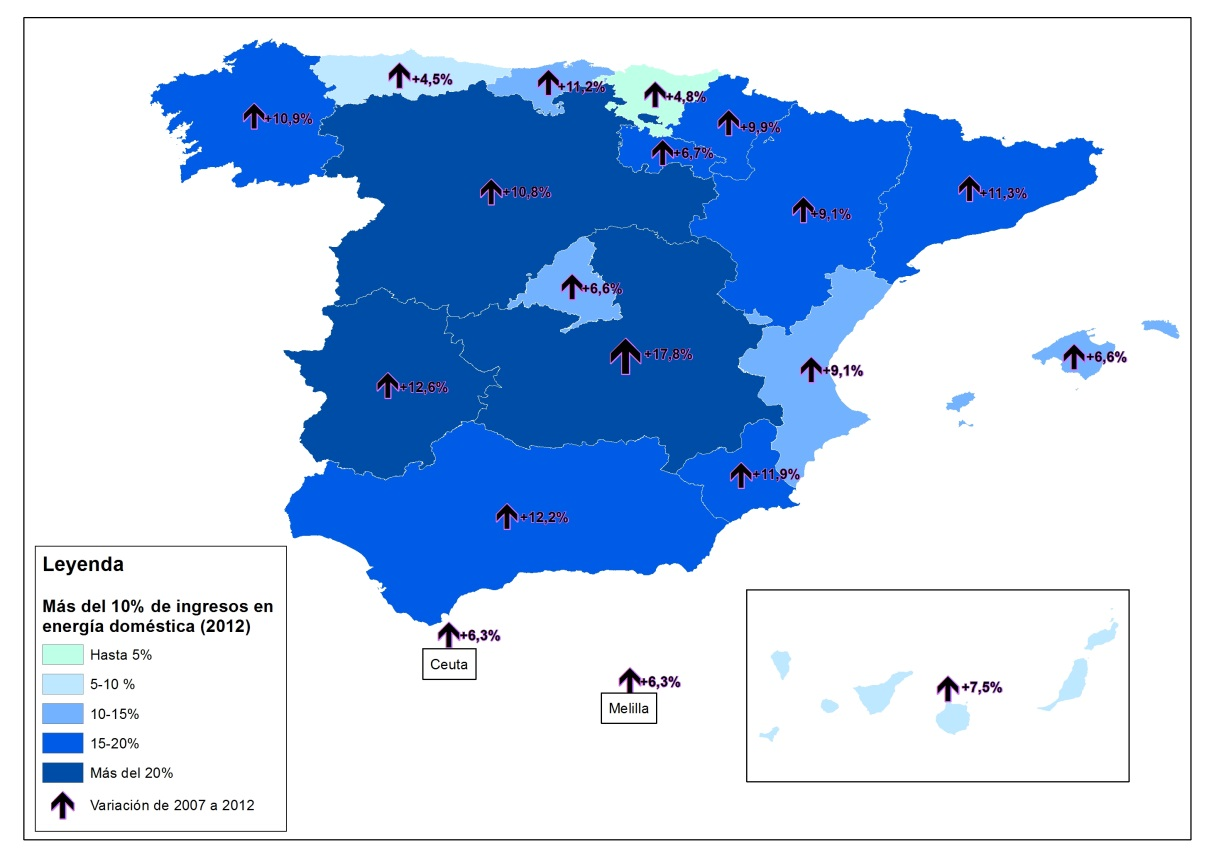 +4,5%
+11,2%
+4,8%
+10,9%
+9,9%
+6,7%
+10,8%
+9,1%
+11,3%
+6,6%
+17,8%
+9,1%
+6,6%
+12,6%
+11,9%
+12,2%
+6,3%
Ceuta
+6,3%
Melilla
+7,5%
Leyenda
Más del 10% de ingresos en
energía doméstica (2012)
Hasta 5%
5-10 %
10-15%
15-20%
Más del 20%
Variación de 2007 a 2012